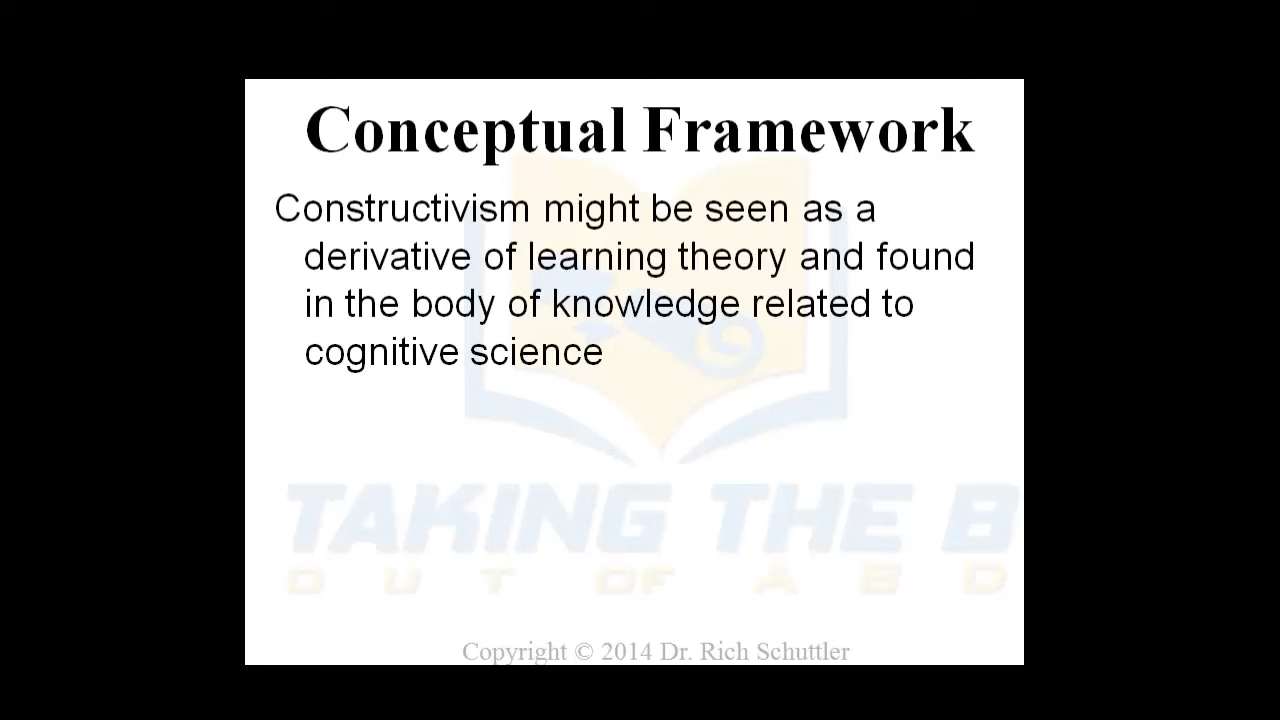 Conceptual Framework
Constructivism might be seen as a
derivative of learning theory and found
in the body of knowledge related to
cognitive science
TAKING THE B
OUT OF ABD
Copyright © 2014 Dr. Rich Schuttler